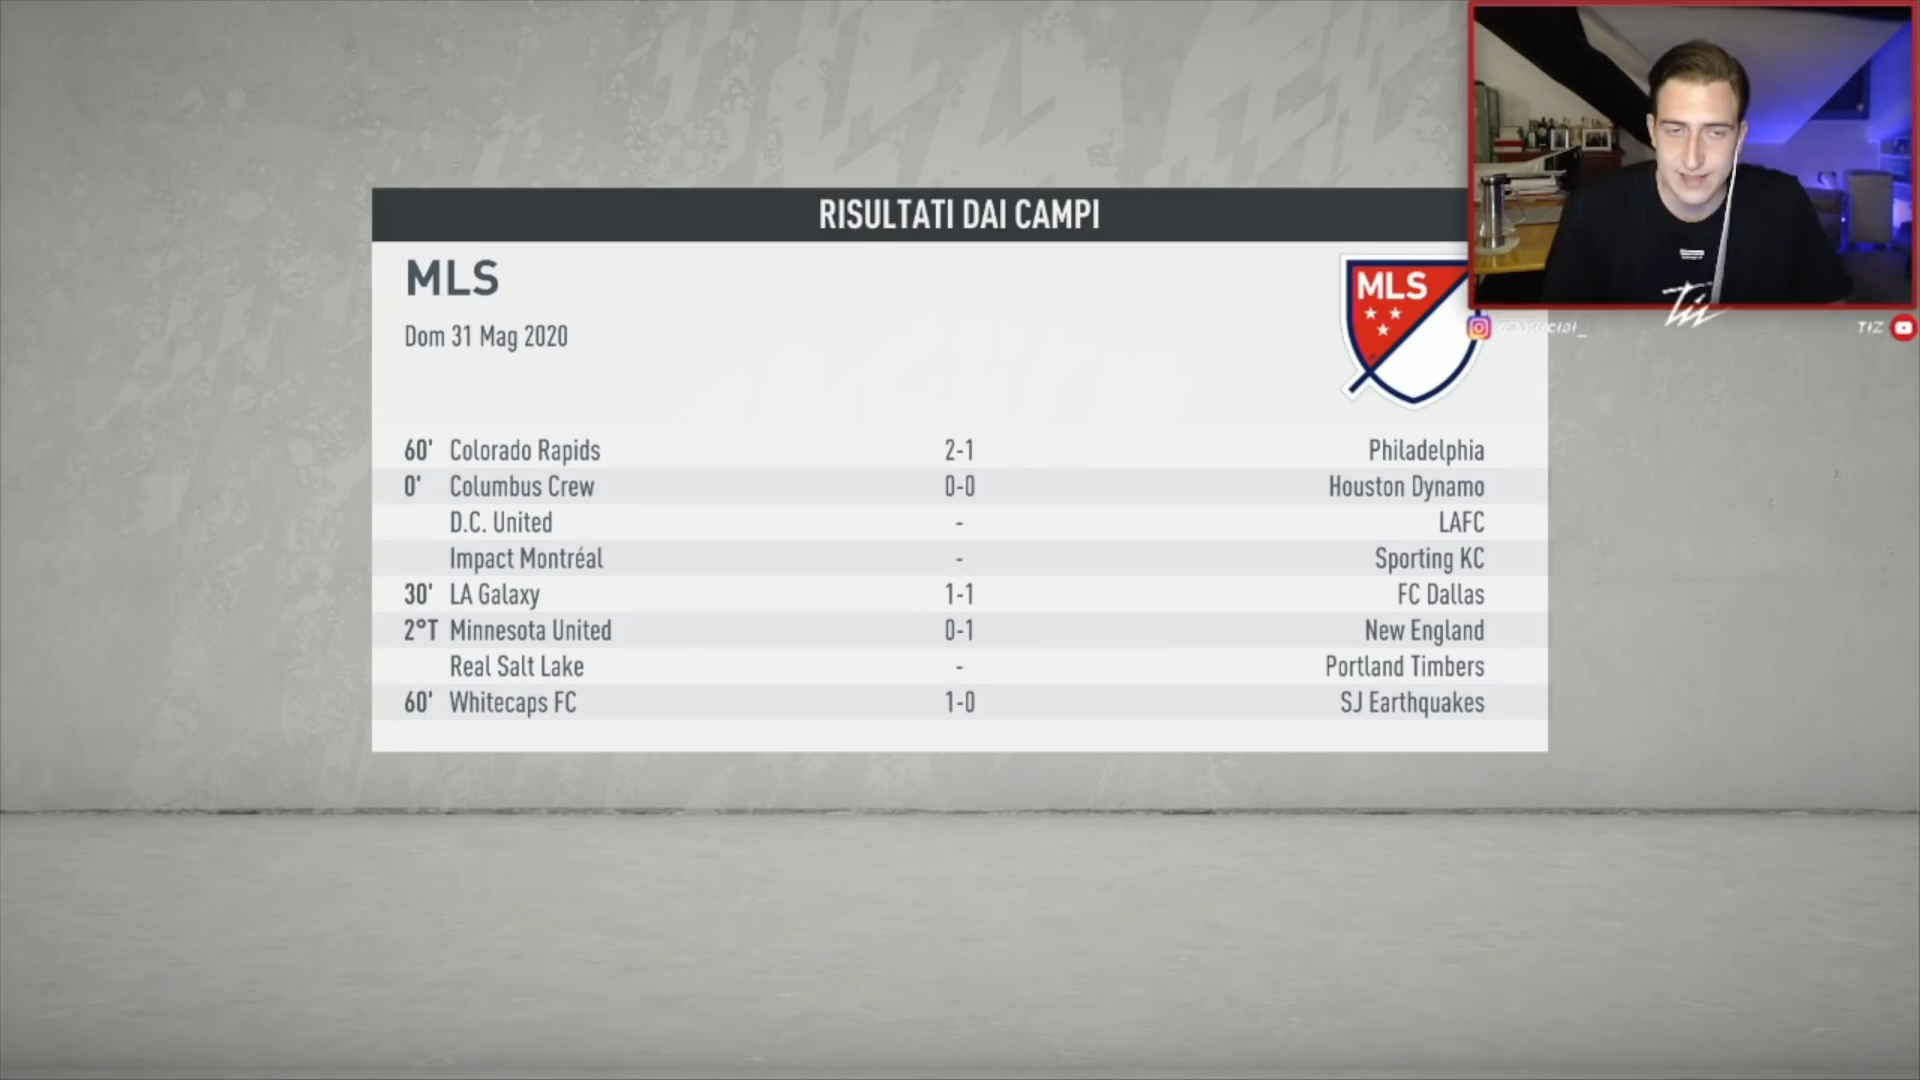 RISULTATI DAI CAMPI
MLS
Dom 31 Mag 2020
MLS
TIZ
60' Colorado Rapids 2-1 Philadelphia
0' Columbus Crew 0-0 Houston Dynamo
D.C. United - LAFC
Impact Montréal - Sporting KC
30' LA Galaxy 1-1 FC Dallas
2°T Minnesota United 0-1 New England
Real Salt Lake - Portland Timbers
60' Whitecaps FC 1-0 SJ Earthquakes